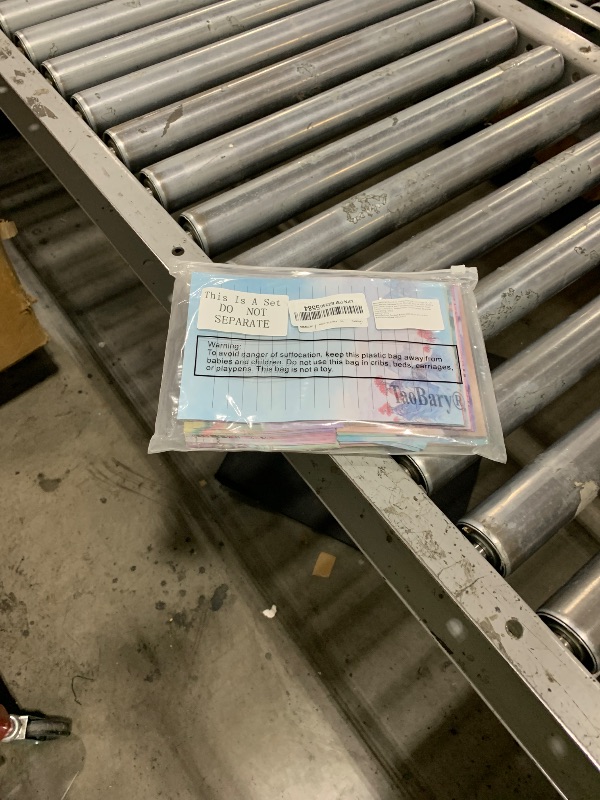 This Is A Set
DO NOT
SEPARATE
Warning:
To avoid danger of suffocation, keep this plastic bag away from
babies and children. Do not use this bag in cribs, beds, carriages,
or playpens. This bag is not a toy.
TaoBary®